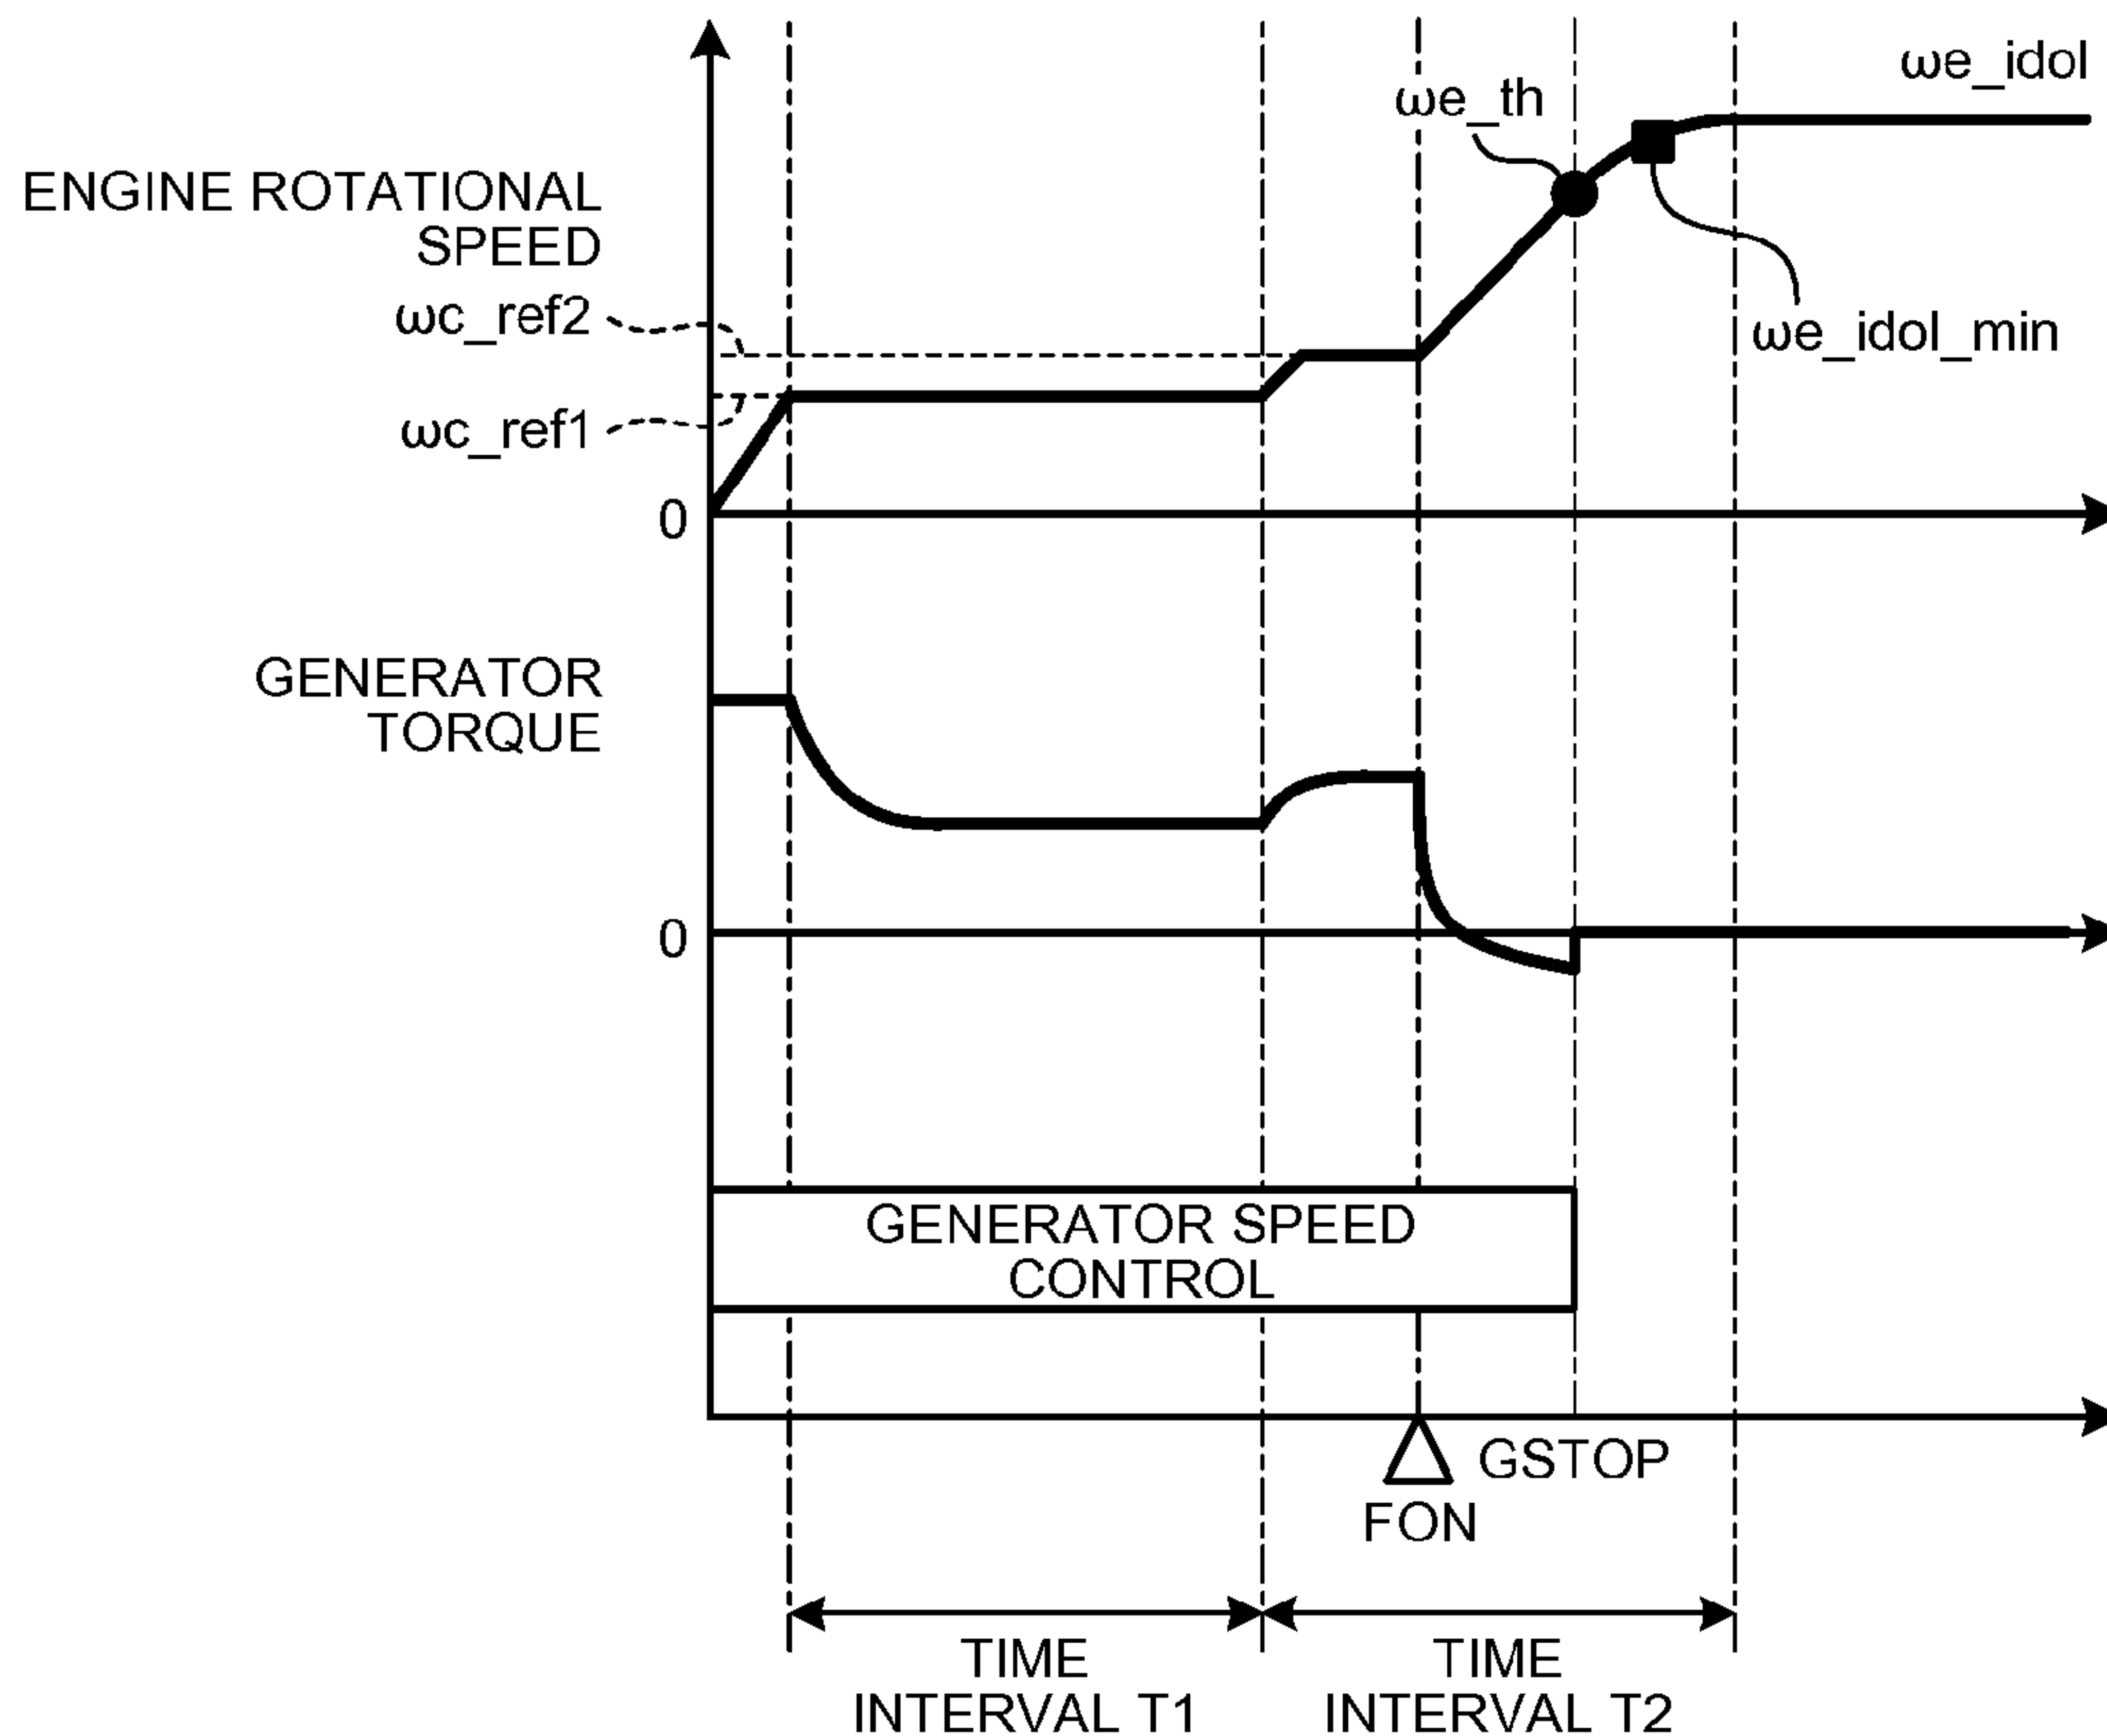 ωe_idol
ωe_th
ENGINE ROTATIONAL
SPEED
ωc_ref2
ωe_idol_min
ωc_ref1
0
GENERATOR
TORQUE
0
GENERATOR SPEED
CONTROL
GSTOP
FON
TIME
INTERVAL T1
TIME
INTERVAL T2